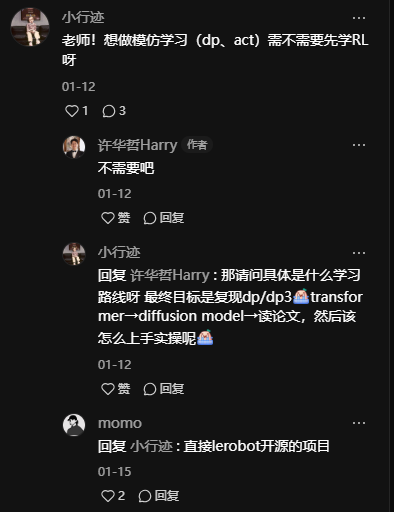 小行迹
老师！想做模仿学习（dp、act）需不需要先学RL
呀
01-12
1
3
许华哲Harry 作者
不需要吧
01-12
赞 回复
小行迹
回复 许华哲Harry : 那请问具体是什么学习
路线呀 最终目标是复现dp/dp3🙈transfor
mer→diffusion model→读论文，然后该
怎么上手实操呢🙈
01-12
赞 回复
momo
回复 小行迹 : 直接lerobot开源的项目
01-15
2 回复